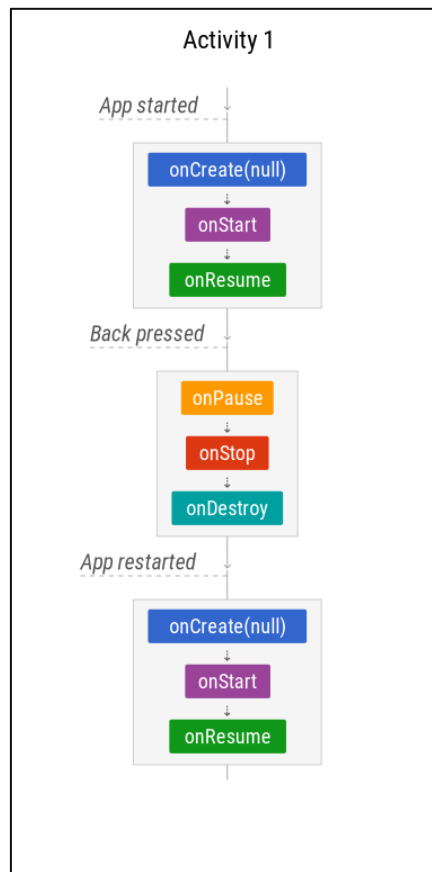 Activity 1
App started
onCreate(null)
onStart
onResume
Back pressed
onPause
onStop
onDestroy
App restarted
onCreate(null)
onStart
onResume